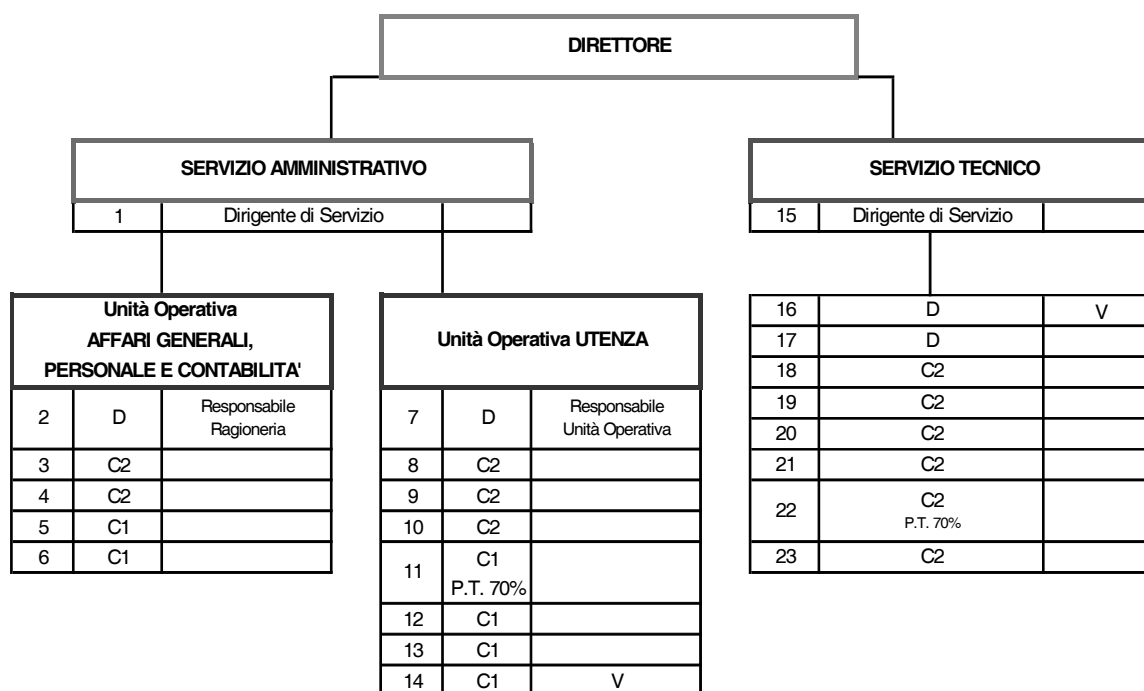 DIRETTORE
SERVIZIO AMMINISTRATIVO
1 Dirigente di Servizio
Unità Operativa
AFFARI GENERALI,
PERSONALE E CONTABILITA'
2 D Responsabile
Ragioneria
3 C2
4 C2
5 C1
6 C1
Unità Operativa UTENZA
7 D Responsabile
Unità Operativa
8 C2
9 C2
10 C2
11 C1
P.T. 70%
12 C1
13 C1
14 C1 V
SERVIZIO TECNICO
15 Dirigente di Servizio
16 D V
17 D
18 C2
19 C2
20 C2
21 C2
22 C2
P.T. 70%
23 C2